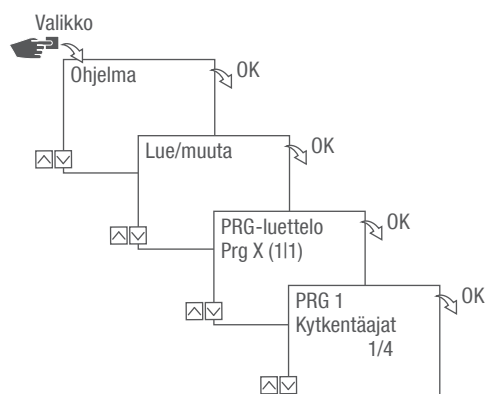 Valikko
Ohjelma
OK
Lue/muuta
OK
PRG-luettelo
Prg X (1|1)
OK
PRG 1
Kytkentäajat
1/4
OK